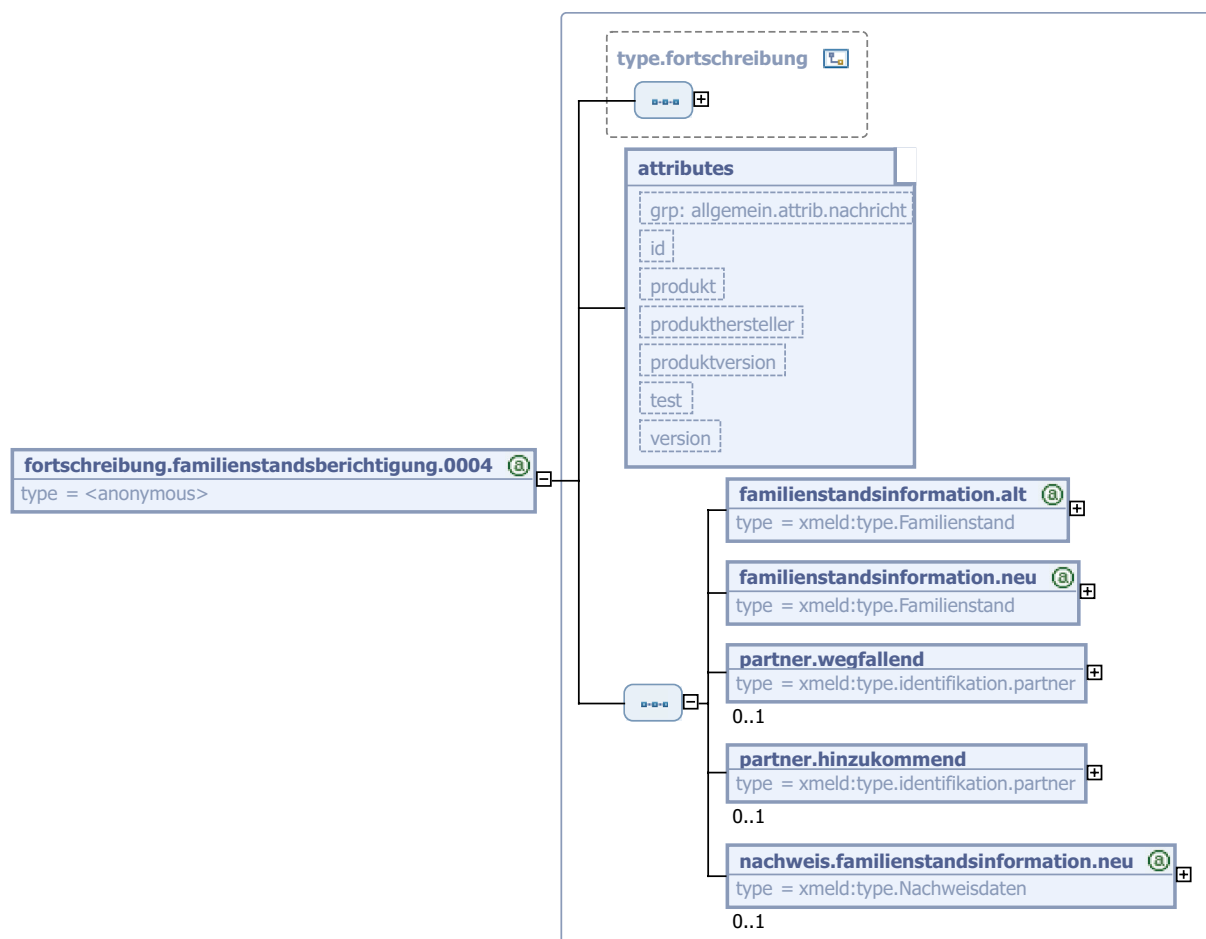 type.fortschreibung
attributes
grp: allgemein.attrib.nachricht
id
produkt
produkthersteller
produktversion
test
version
fortschreibung.familienstandsberichtigung.0004 @
type = <anonymous>
familienstandsinformation.alt @
type = xmeld:type.Familienstand
familienstandsinformation.neu @
type = xmeld:type.Familienstand
partner.wegfallend
type = xmeld:type.identifikation.partner
0..1
partner.hinzukommend
type = xmeld:type.identifikation.partner
0..1
nachweis.familienstandsinformation.neu @
type = xmeld:type.Nachweisdaten
0..1